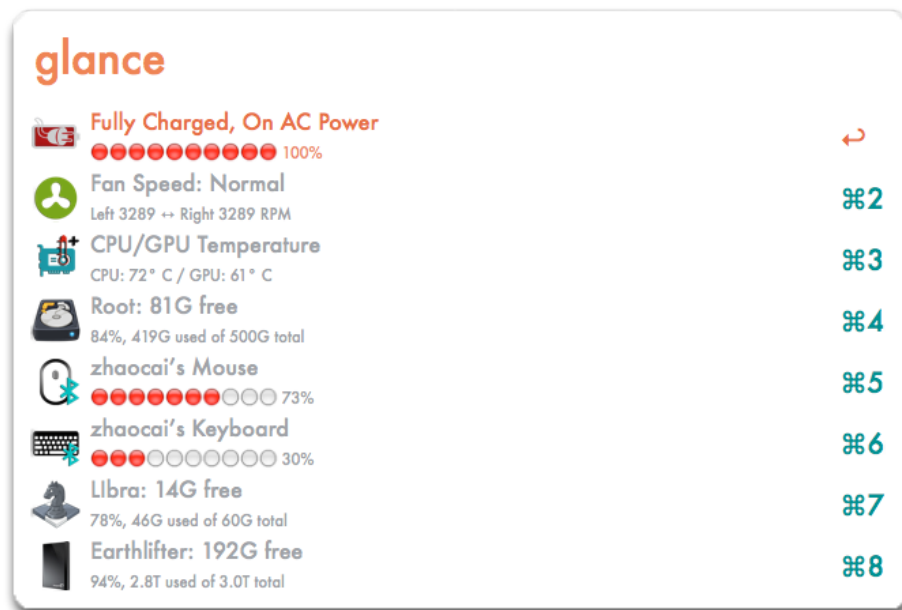 glance
Fully Charged, On AC Power
100%
↩
Fan Speed: Normal
Left 3289 ↔ Right 3289 RPM
⌘2
CPU/GPU Temperature
CPU: 72° C / GPU: 61° C
⌘3
Root: 81G free
84%, 419G used of 500G total
⌘4
zhaocai's Mouse
73%
⌘5
zhaocai's Keyboard
30%
⌘6
LIbra: 14G free
78%, 46G used of 60G total
⌘7
Earthlifter: 192G free
94%, 2.8T used of 3.0T total
⌘8